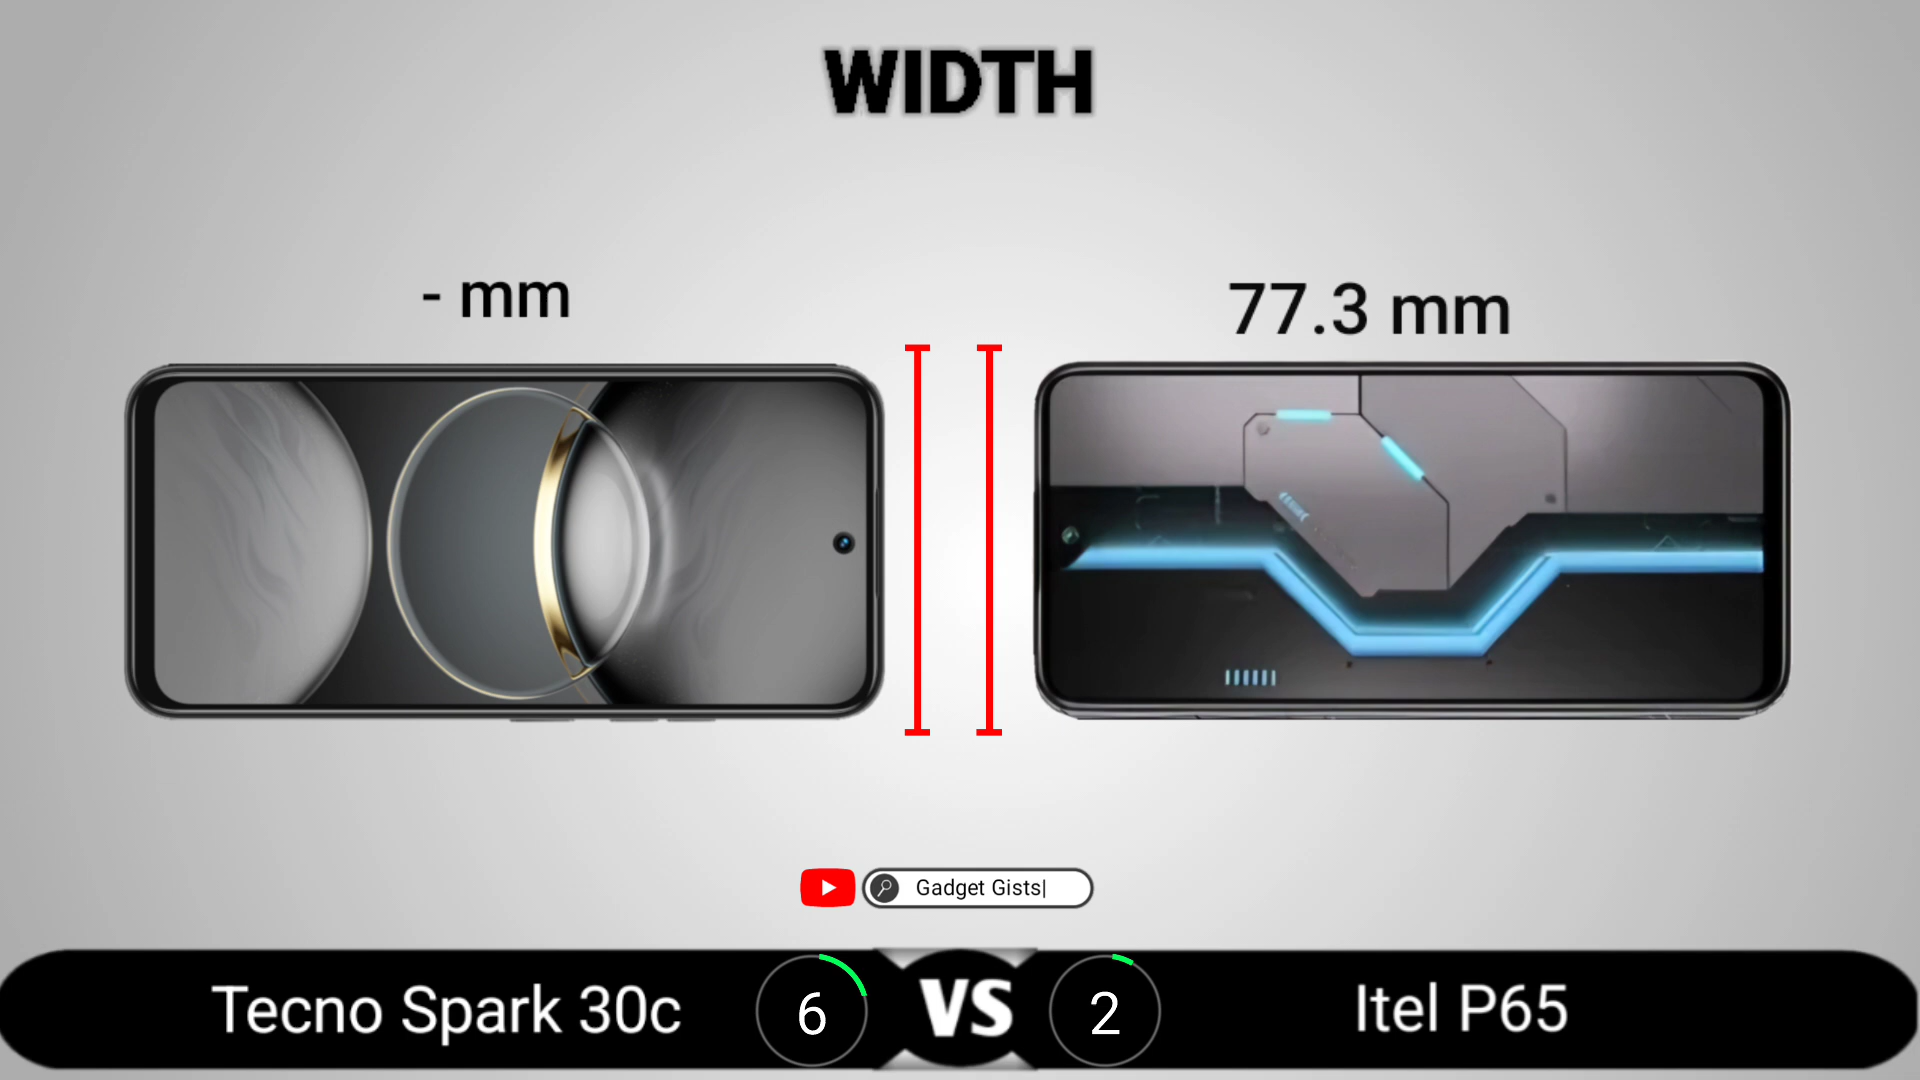 WIDTH
- mm
77.3 mm
Gadget Gists|
Tecno Spark 30c
6
VS
2
Itel P65